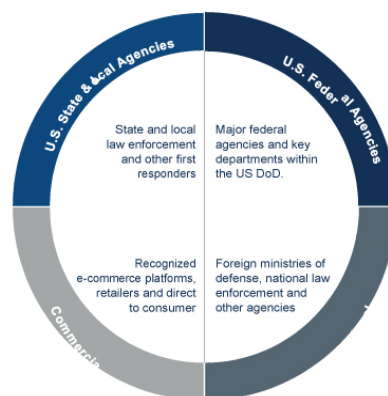 U.S. State & Local Agencies
U.S. Federal Agencies
State and local
law enforcement
and other first
responders
Major federal
agencies and key
departments within
the US DoD.
Recognized
e-commerce platforms,
retailers and direct
to consumer
Foreign ministries of
defense, national law
enforcement and
other agencies